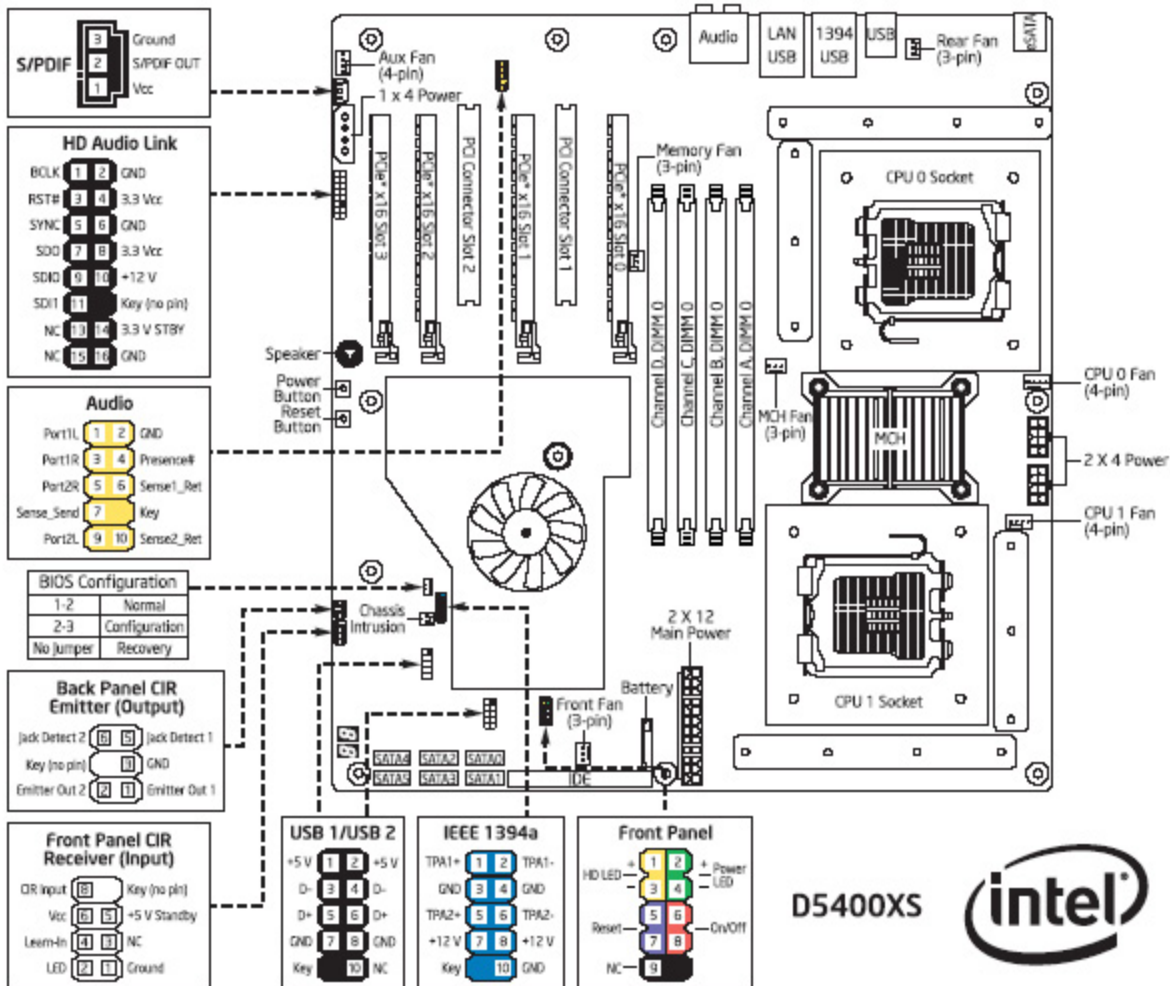 S/PDIF
3 Ground
2 S/PDIF OUT
1 Vcc
HD Audio Link
BCLK 1 2 GND
RST# 3 4 3.3 Vcc
SYNC 5 6 GND
SDO 7 8 3.3 Vcc
SDIO 9 10 +12 V
SDI1 11 Key (no pin)
NC 13 14 3.3 V STBY
NC 15 16 GND
Audio
Port1L 1 2 GND
Port1R 3 4 Presence#
Port2R 5 6 Sense1_Ret
Sense_Send 7 Key
Port2L 9 10 Sense2_Ret
BIOS Configuration
1-2 Normal
2-3 Configuration
No Jumper Recovery
Back Panel CIR
Emitter (Output)
Jack Detect 2 6 5 Jack Detect 1
Key (no pin) 3 GND
Emitter Out 2 2 1 Emitter Out 1
Front Panel CIR
Receiver (Input)
CIR Input 8 Key (no pin)
Vcc 6 5 +5 V Standby
Learn-In 4 3 NC
LED 2 1 Ground
Aux Fan
(4-pin)
1 x 4 Power
Audio
LAN
USB
1394
USB
USB
eSATA
Rear Fan
(3-pin)
PCIe* x16 Slot 3
PCIe* x16 Slot 2
PCI Connector Slot 2
PCIe* x16 Slot 1
PCI Connector Slot 1
PCIe* x16 Slot 0
Memory Fan
(3-pin)
Channel D, DIMM 0
Channel C, DIMM 0
Channel B, DIMM 0
Channel A, DIMM 0
CPU 0 Socket
Speaker
Power
Button
Reset
Button
MCH Fan
(3-pin)
MCH
CPU 0 Fan
(4-pin)
2 X 4 Power
CPU 1 Fan
(4-pin)
Chassis
Intrusion
2 X 12
Main Power
Battery
Front Fan
(3-pin)
CPU 1 Socket
88
SATA4 SATA2 SATA0
SATA5 SATA3 SATA1
IDE
USB 1/USB 2
+5 V 1 2 +5 V
D- 3 4 D-
D+ 5 6 D+
GND 7 8 GND
Key 10 NC
IEEE 1394a
TPA1+ 1 2 TPA1-
GND 3 4 GND
TPA2+ 5 6 TPA2-
+12 V 7 8 +12 V
Key 10 GND
Front Panel
HD LED + 1 2 + Power
- 3 4 - LED
Reset 5 6 On/Off
7 8
NC 9
D5400XS
intel®